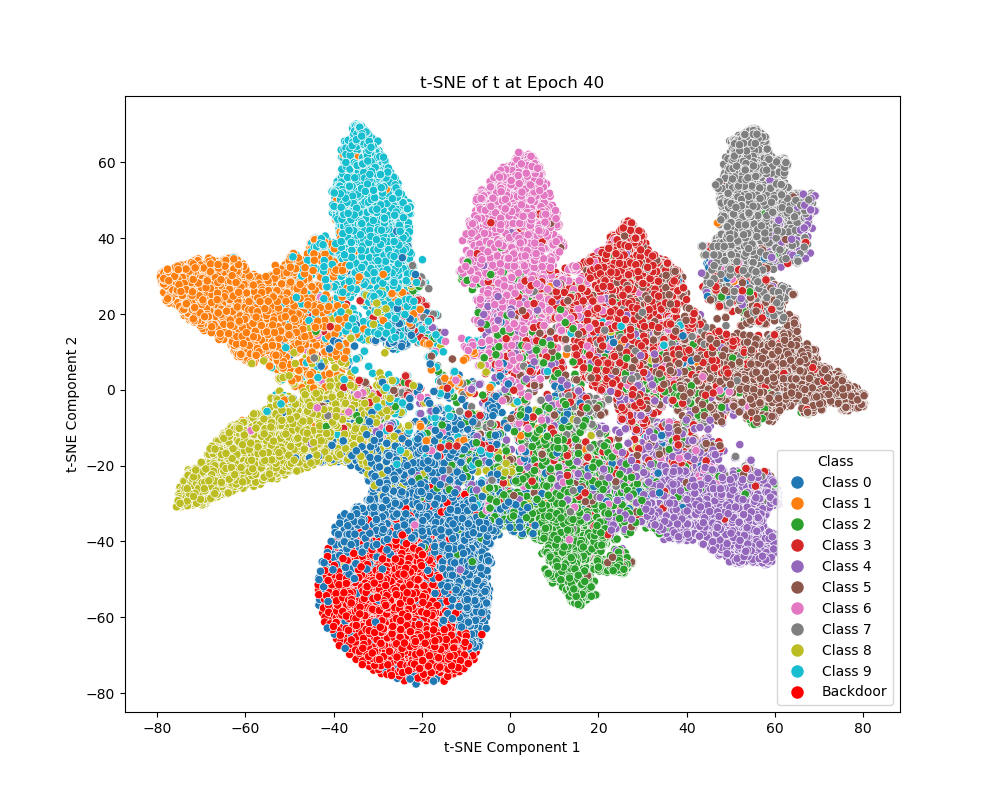 t-SNE of t at Epoch 40
t-SNE Component 2
60
40
20
0
−20
−40
−60
−80
−80
−60
−40
−20
0
20
40
60
80
t-SNE Component 1
Class
Class 0
Class 1
Class 2
Class 3
Class 4
Class 5
Class 6
Class 7
Class 8
Class 9
Backdoor